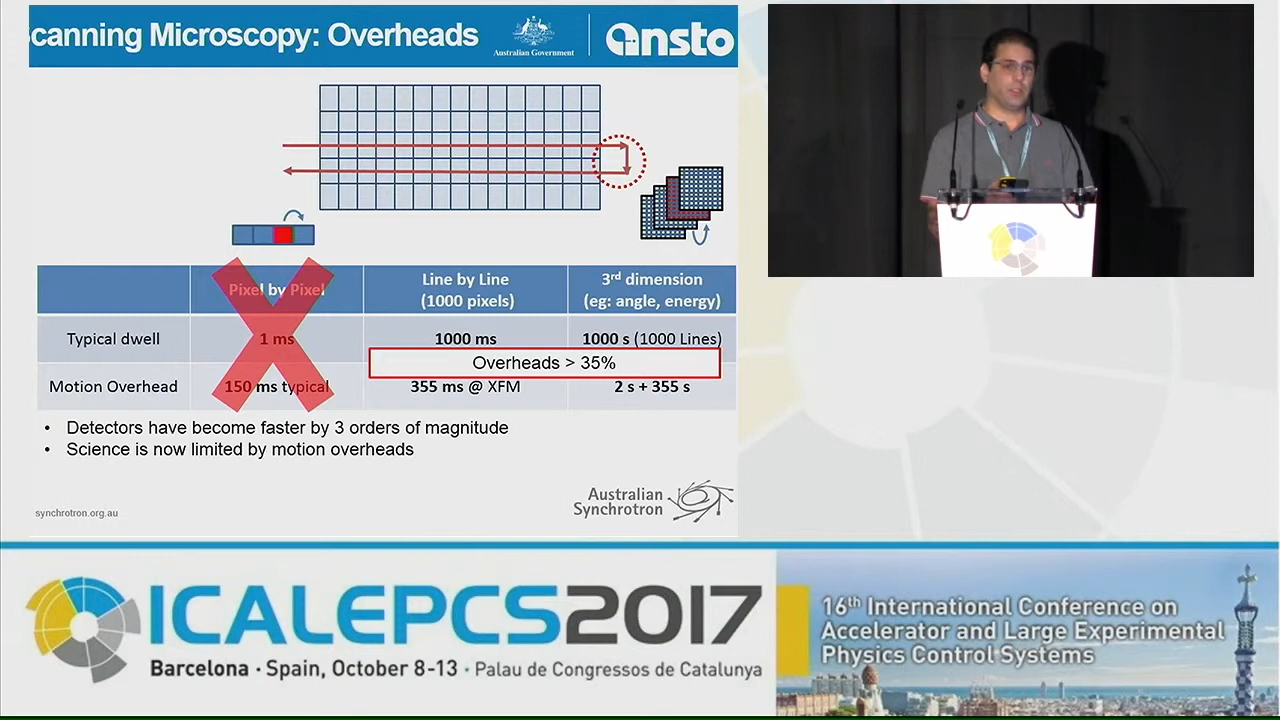 canning Microscopy: Overheads
Australian Government
ansto
Pixel by Pixel
Line by Line
(1000 pixels)
3rd dimension
(eg: angle, energy)
Typical dwell
1 ms
1000 ms
1000 s (1000 Lines)
Overheads > 35%
Motion Overhead
150 ms typical
355 ms @ XFM
2 s + 355 s
• Detectors have become faster by 3 orders of magnitude
• Science is now limited by motion overheads
Australian
Synchrotron
synchrotron.org.au
ICALEPCS2017
Barcelona · Spain, October 8-13 · Palau de Congressos de Catalunya
16th International Conference on
Accelerator and Large Experimental
Physics Control Systems